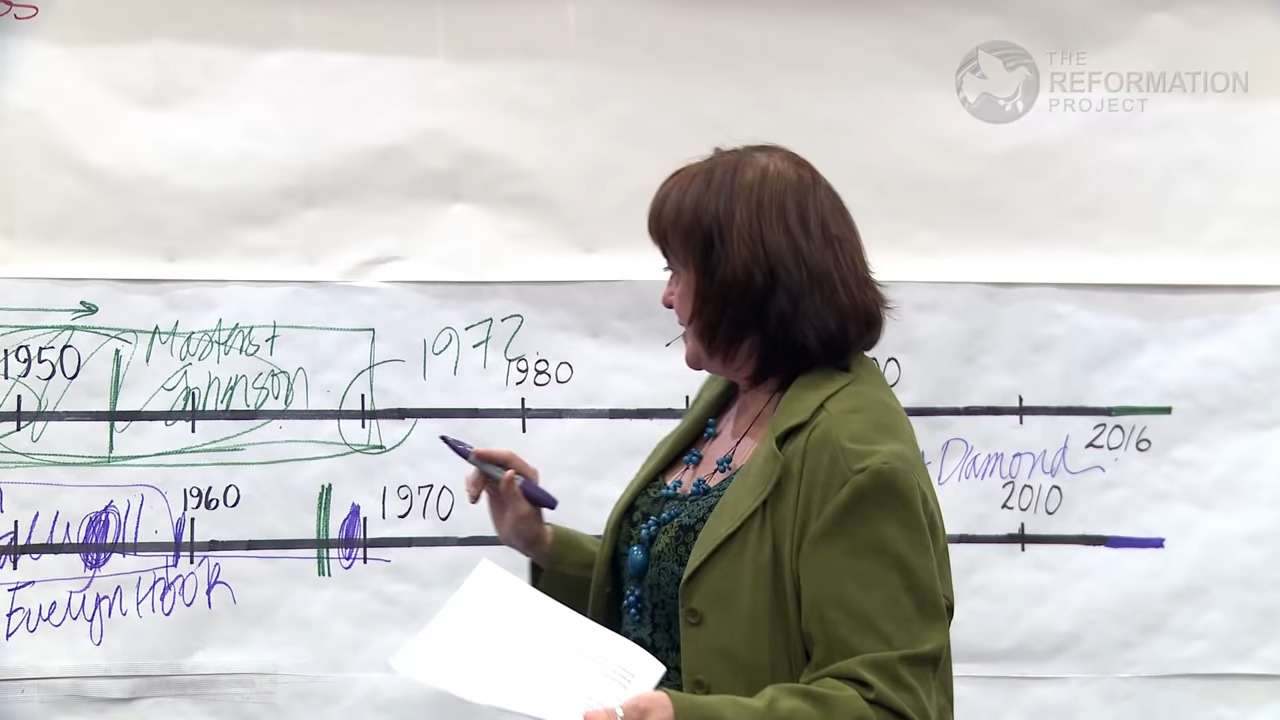 THE
REFORMATION
PROJECT
1950
Masters +
Johnson
1972
1980
2016
Diamond
1960
1970
2010
Evelyn Hook